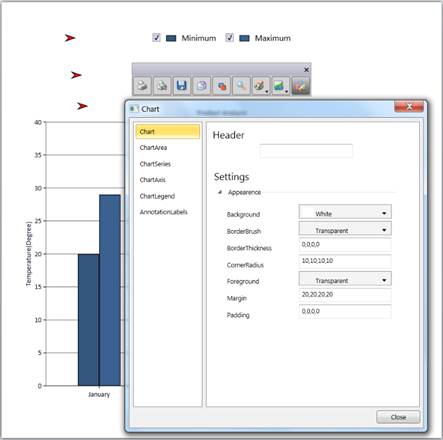 Minimum Maximum
Product Analysis
Chart
Chart
ChartArea
ChartSeries
ChartAxis
ChartLegend
AnnotationLabels
Header
Settings
Appearence
Background White
BorderBrush Transparent
BorderThickness 0,0,0,0
CornerRadius 10,10,10,10
Foreground Transparent
Margin 20,20,20,20
Padding 0,0,0,0
Close
Temperature(Degree)
40
35
30
25
20
15
10
5
0
January